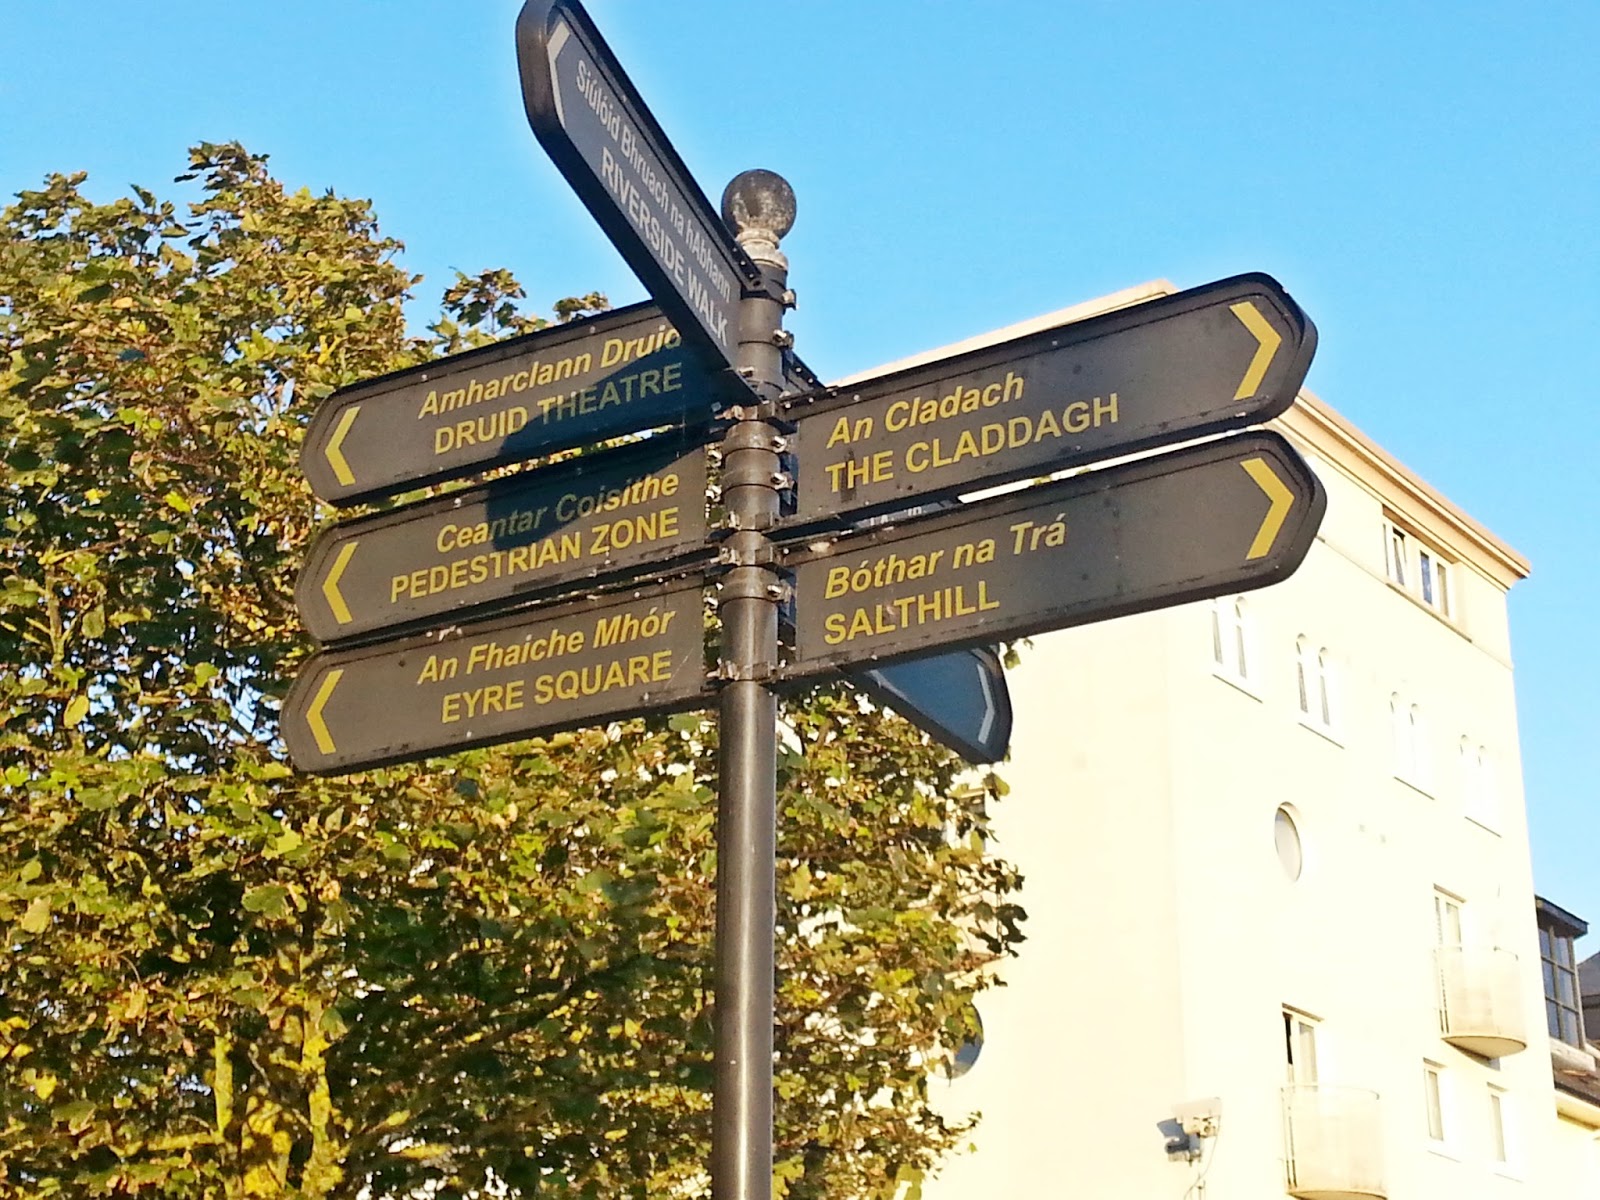 Siúlóid Bhruach na hAbhann
RIVERSIDE WALK
Amharclann Druid
DRUID THEATRE
Ceantar Coisithe
PEDESTRIAN ZONE
An Fhaiche Mhór
EYRE SQUARE
An Cladach
THE CLADDAGH
Bóthar na Trá
SALTHILL